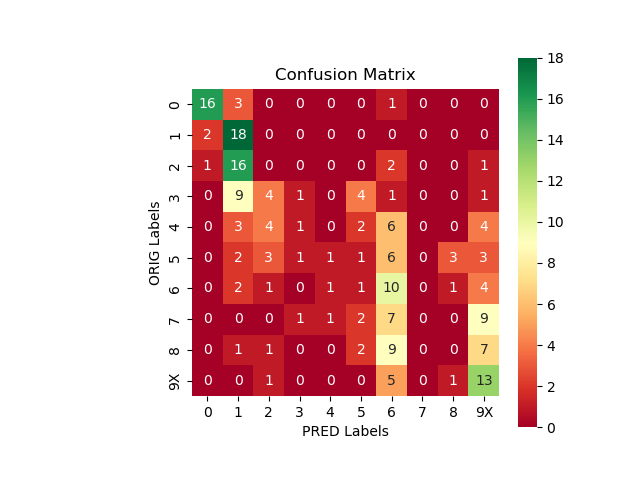 Confusion Matrix
ORIG Labels
0 16 3 0 0 0 0 1 0 0 0
1 2 18 0 0 0 0 0 0 0 0
2 1 16 0 0 0 0 2 0 0 1
3 0 9 4 1 0 4 1 0 0 1
4 0 3 4 1 0 2 6 0 0 4
5 0 2 3 1 1 1 6 0 3 3
6 0 2 1 0 1 1 10 0 1 4
7 0 0 0 1 1 2 7 0 0 9
8 0 1 1 0 0 2 9 0 0 7
9X 0 0 1 0 0 0 5 0 1 13
0 1 2 3 4 5 6 7 8 9X
PRED Labels
18
16
14
12
10
8
6
4
2
0